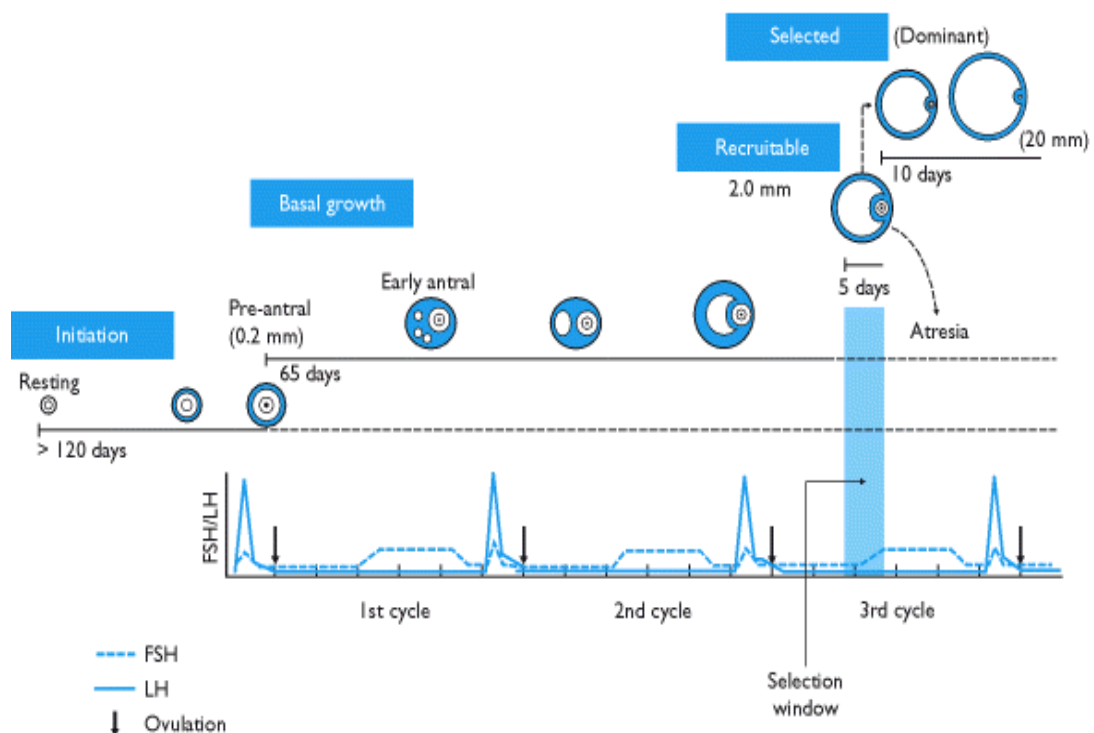 Selected
(Dominant)
(20 mm)
Recruitable
10 days
2.0 mm
Basal growth
5 days
Early antral
Pre-antral
(0.2 mm)
Atresia
Initiation
65 days
Resting
> 120 days
FSH/LH
1st cycle
2nd cycle
3rd cycle
FSH
LH
Ovulation
Selection
window